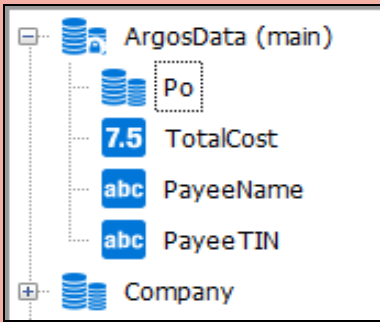 ArgosData (main)
Po
7.5 TotalCost
abc PayeeName
abc PayeeTIN
Company